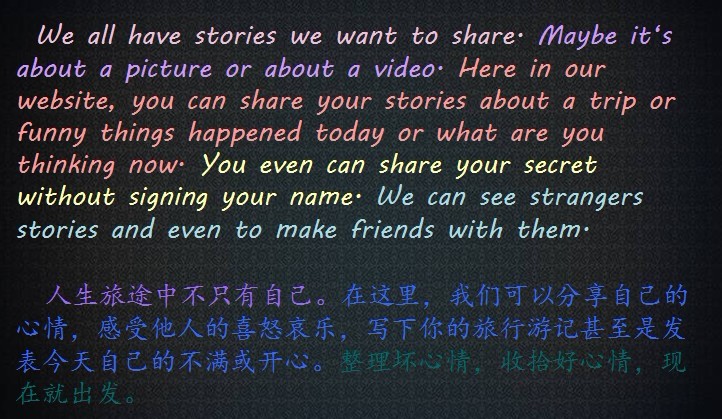 We all have stories we want to share. Maybe it's
about a picture or about a video. Here in our
website, you can share your stories about a trip or
funny things happened today or what are you
thinking now. You even can share your secret
without signing your name. We can see strangers
stories and even to make friends with them.
人生旅途中不只有自己。在这里，我们可以分享自己的
心情，感受他人的喜怒哀乐，写下你的旅行游记甚至是发
表今天自己的不满或开心。整理坏心情，收拾好心情，现
在就出发。